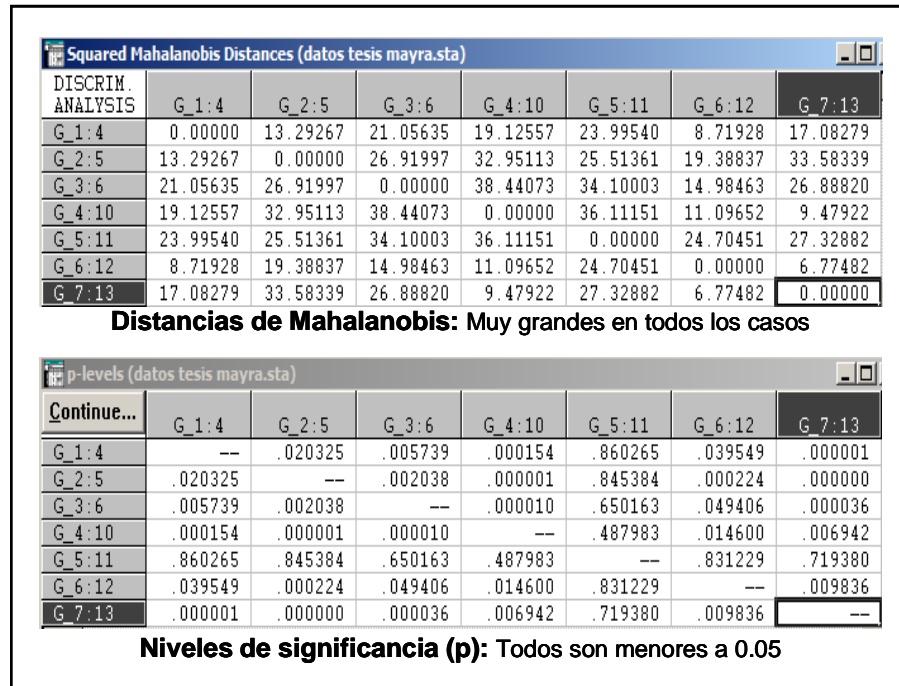 Squared Mahalanobis Distances (datos tesis mayra.sta)
DISCRIM. ANALYSIS G_1:4 G_2:5 G_3:6 G_4:10 G_5:11 G_6:12 G_7:13
G_1:4 0.00000 13.29267 21.05635 19.12557 23.99540 8.71928 17.08279
G_2:5 13.29267 0.00000 26.91997 32.95113 25.51361 19.38837 33.58339
G_3:6 21.05635 26.91997 0.00000 38.44073 34.10003 14.98463 26.88820
G_4:10 19.12557 32.95113 38.44073 0.00000 36.11151 11.09652 9.47922
G_5:11 23.99540 25.51361 34.10003 36.11151 0.00000 24.70451 27.32882
G_6:12 8.71928 19.38837 14.98463 11.09652 24.70451 0.00000 6.77482
G_7:13 17.08279 33.58339 26.88820 9.47922 27.32882 6.77482 0.00000
Distancias de Mahalanobis: Muy grandes en todos los casos
p-levels (datos tesis mayra.sta)
Continue... G_1:4 G_2:5 G_3:6 G_4:10 G_5:11 G_6:12 G_7:13
G_1:4 -- .020325 .005739 .000154 .860265 .039549 .000001
G_2:5 .020325 -- .002038 .000001 .845384 .000224 .000000
G_3:6 .005739 .002038 -- .000010 .650163 .049406 .000036
G_4:10 .000154 .000001 .000010 -- .487983 .014600 .006942
G_5:11 .860265 .845384 .650163 .487983 -- .831229 .719380
G_6:12 .039549 .000224 .049406 .014600 .831229 -- .009836
G_7:13 .000001 .000000 .000036 .006942 .719380 .009836 --
Niveles de significancia (p): Todos son menores a 0.05